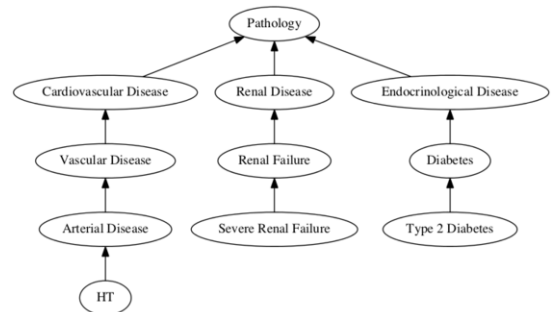 Pathology
Cardiovascular Disease
Renal Disease
Endocrinological Disease
Vascular Disease
Renal Failure
Diabetes
Arterial Disease
Severe Renal Failure
Type 2 Diabetes
HT